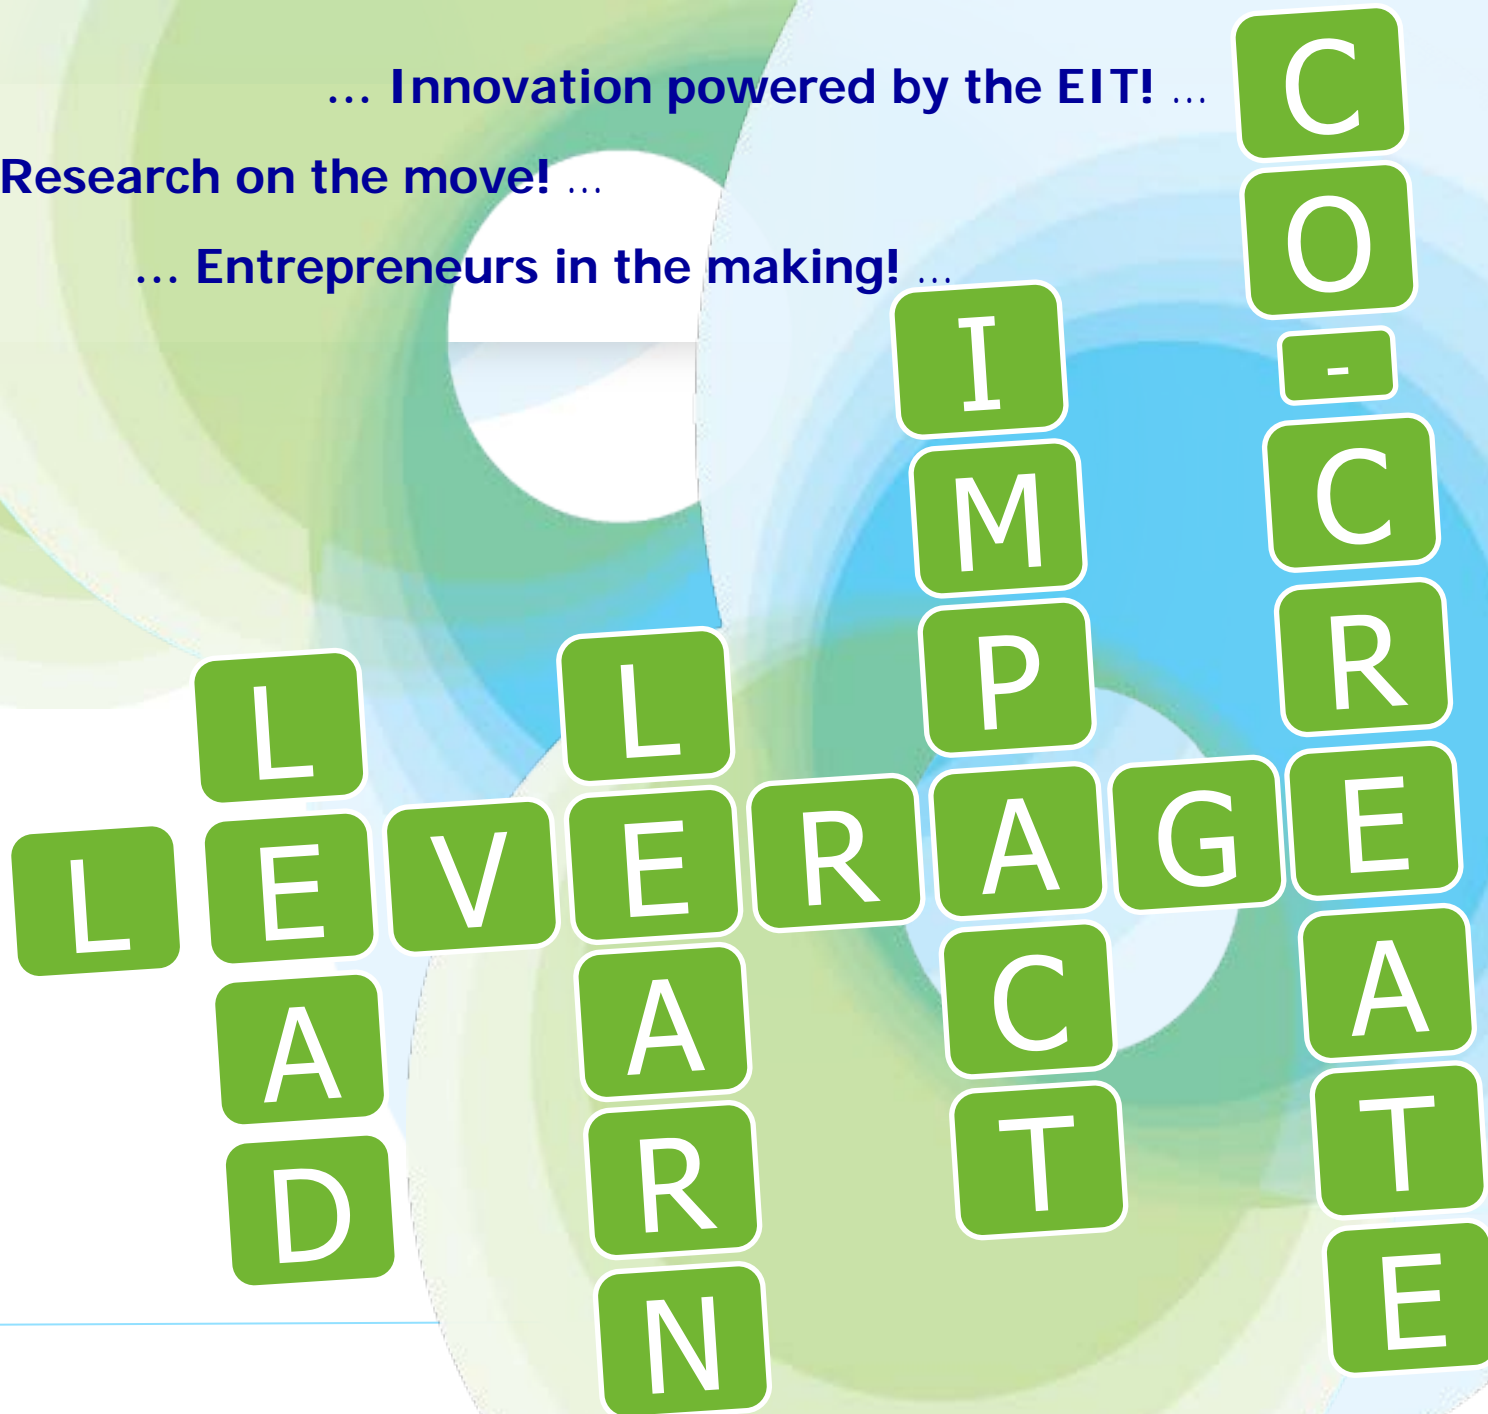 ... Innovation powered by the EIT! ...
Research on the move! ...
... Entrepreneurs in the making! ...
LEVERAGE
LEAD
LEARN
IMPACT
CO-CREATE